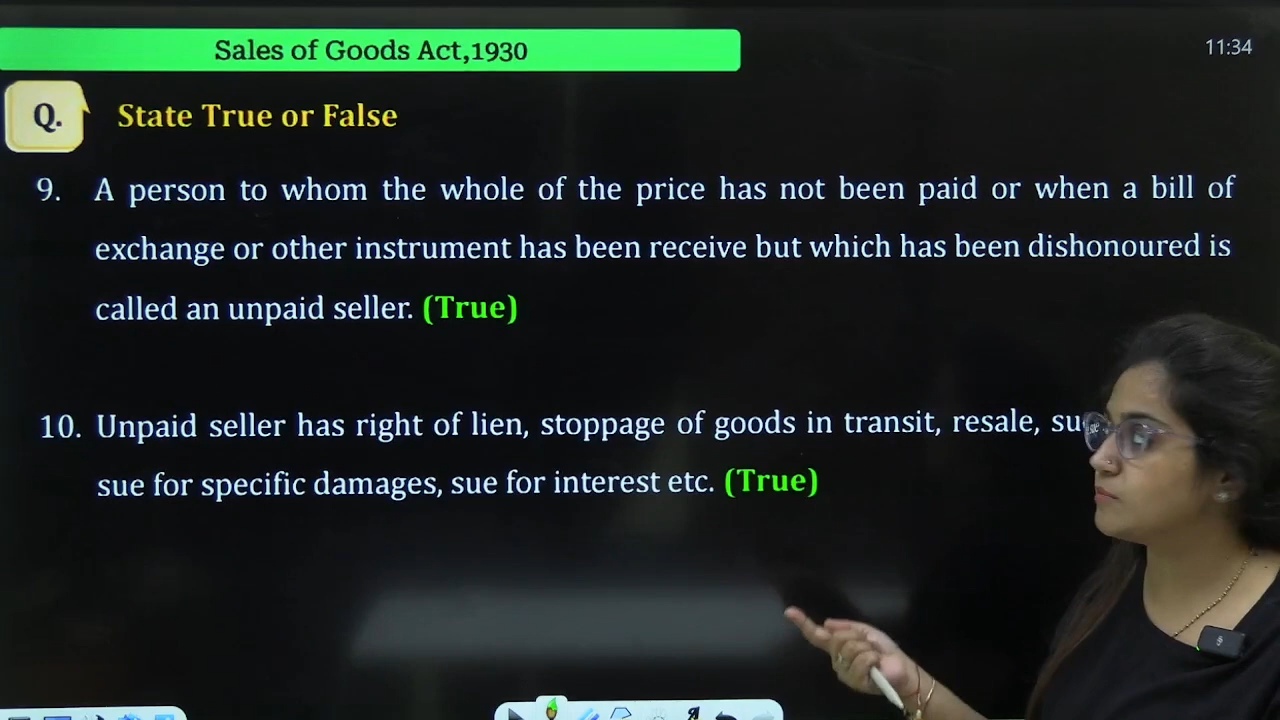 Sales of Goods Act,1930
11:34
Q.
State True or False
9. A person to whom the whole of the price has not been paid or when a bill of
exchange or other instrument has been receive but which has been dishonoured is
called an unpaid seller. (True)
10. Unpaid seller has right of lien, stoppage of goods in transit, resale,
sue for specific damages, sue for interest etc. (True)